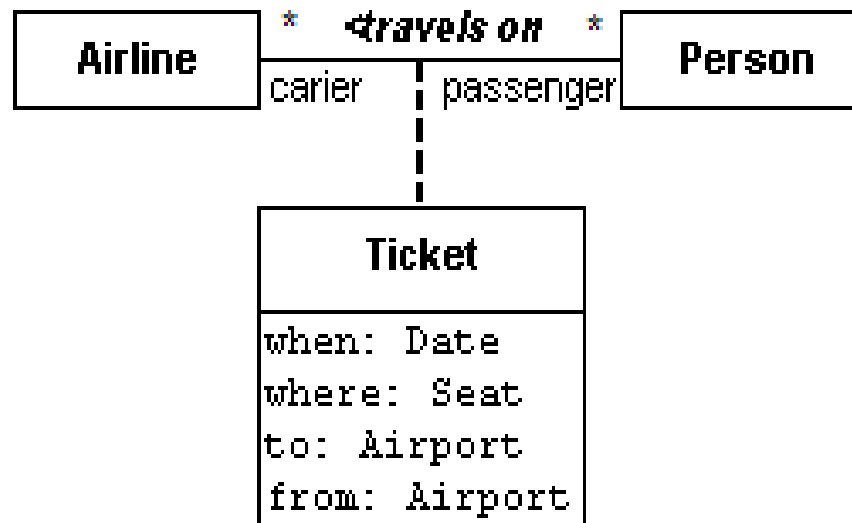 * <travels on *
Airline Person
carier passenger
Ticket
when: Date
where: Seat
to: Airport
from: Airport